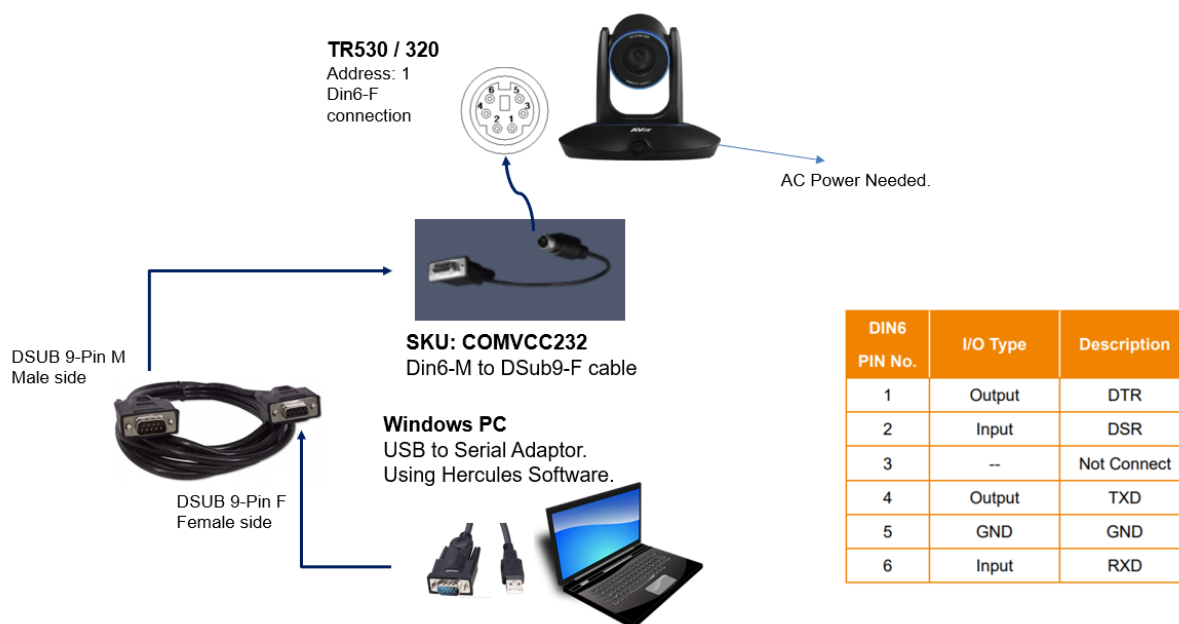 TR530 / 320
Address: 1
Din6-F
connection
6
5
4
3
2
1
AVer
AC Power Needed.
SKU: COMVCC232
Din6-M to DSub9-F cable
DSUB 9-Pin M
Male side
Windows PC
USB to Serial Adaptor.
Using Hercules Software.
DSUB 9-Pin F
Female side
DIN6
PIN No.
I/O Type
Description
1
Output
DTR
2
Input
DSR
3
--
Not Connect
4
Output
TXD
5
GND
GND
6
Input
RXD